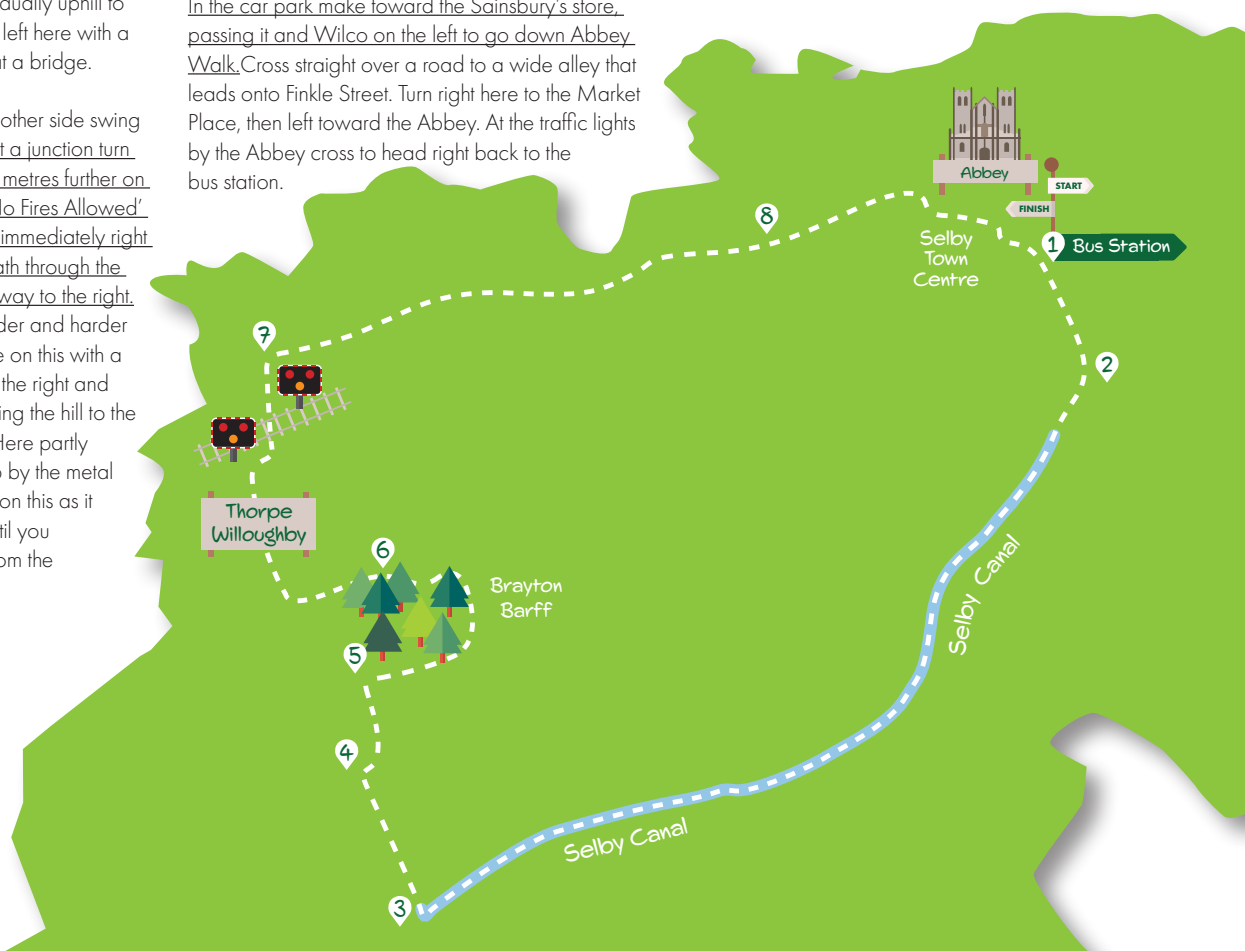 dually uphill to
left here with a
at a bridge.
other side swing
t a junction turn
metres further on
No Fires Allowed'
immediately right
ath through the
way to the right.
der and harder
e on this with a
the right and
ing the hill to the
Here partly
o by the metal
on this as it
til you
om the
In the car park make toward the Sainsbury's store,
passing it and Wilco on the left to go down Abbey
Walk.Cross straight over a road to a wide alley that
leads onto Finkle Street. Turn right here to the Market
Place, then left toward the Abbey. At the traffic lights
by the Abbey cross to head right back to the
bus station.
Abbey
START
FINISH
1 Bus Station
Selby
Town
Centre
8
2
7
Thorpe
Willoughby
6
Brayton
Barff
5
4
Selby Canal
Selby Canal
3